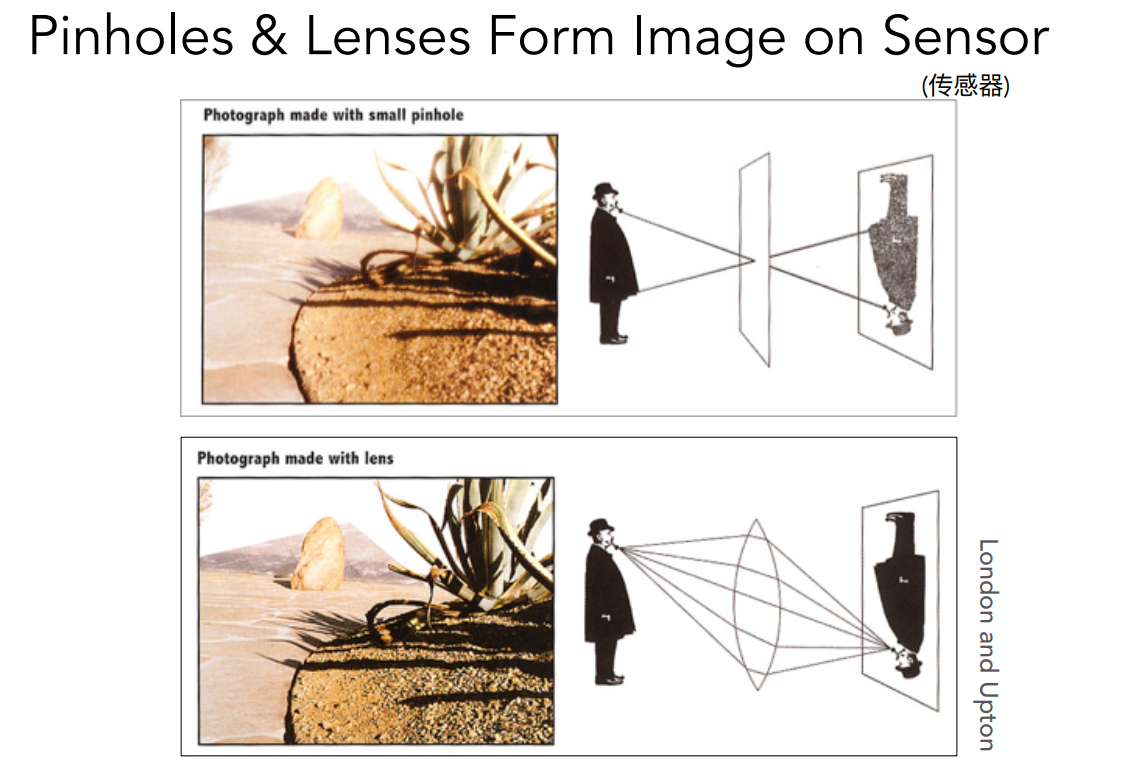 Pinholes & Lenses Form Image on Sensor
(传感器)
Photograph made with small pinhole
Photograph made with lens
London and Upton